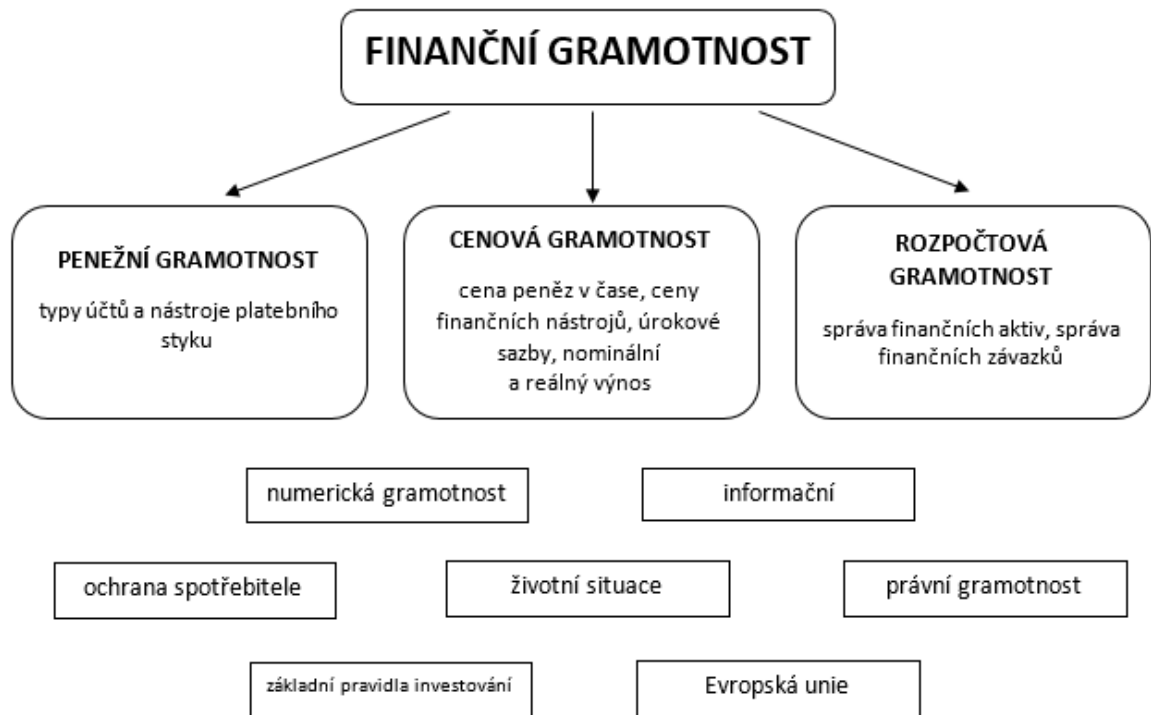 FINANČNÍ GRAMOTNOST
PENEŽNÍ GRAMOTNOST
typy účtů a nástroje platebního
styku
CENOVÁ GRAMOTNOST
cena peněz v čase, ceny
finančních nástrojů, úrokové
sazby, nominální
a reálný výnos
ROZPOČTOVÁ
GRAMOTNOST
správa finančních aktiv, správa
finančních závazků
numerická gramotnost
informační
ochrana spotřebitele
životní situace
právní gramotnost
základní pravidla investování
Evropská unie